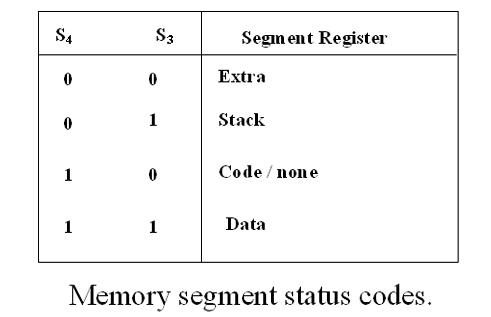 S₄ S₃ Segment Register
0 0 Extra
0 1 Stack
1 0 Code / none
1 1 Data
Memory segment status codes.